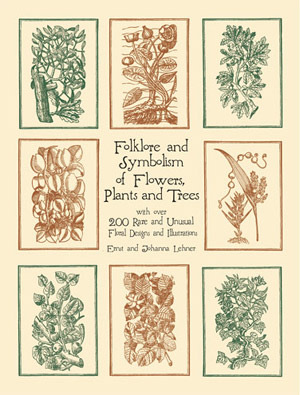 Folklore and
Symbolism
of Flowers,
Plants and Trees
with over
200 Rare and Unusual
Floral Designs and Illustrations
Ernst and Johanna Lehner